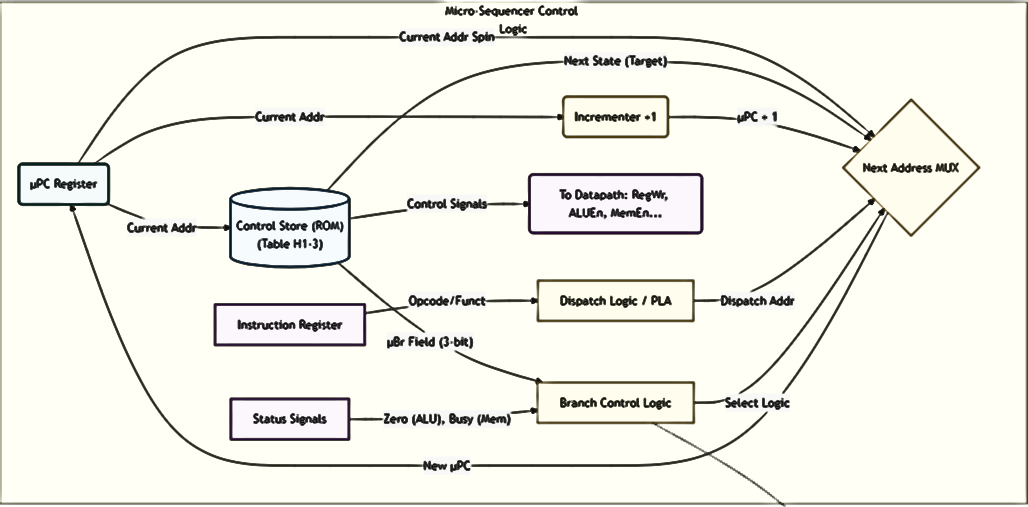 Micro-Sequencer Control
Logic
Current Addr Spin
Next State (Target)
Current Addr
Incrementer +1
μPC + 1
Next Address MUX
μPC Register
To Datapath: RegWr,
ALUEn, MemEn...
Control Signals
Current Addr
Control Store (ROM)
(Table H1-3)
Opcode/Funct
Dispatch Logic / PLA
Dispatch Addr
Instruction Register
μBr Field (3-bit)
Branch Control Logic
Select Logic
Status Signals
Zero (ALU), Busy (Mem)
New μPC